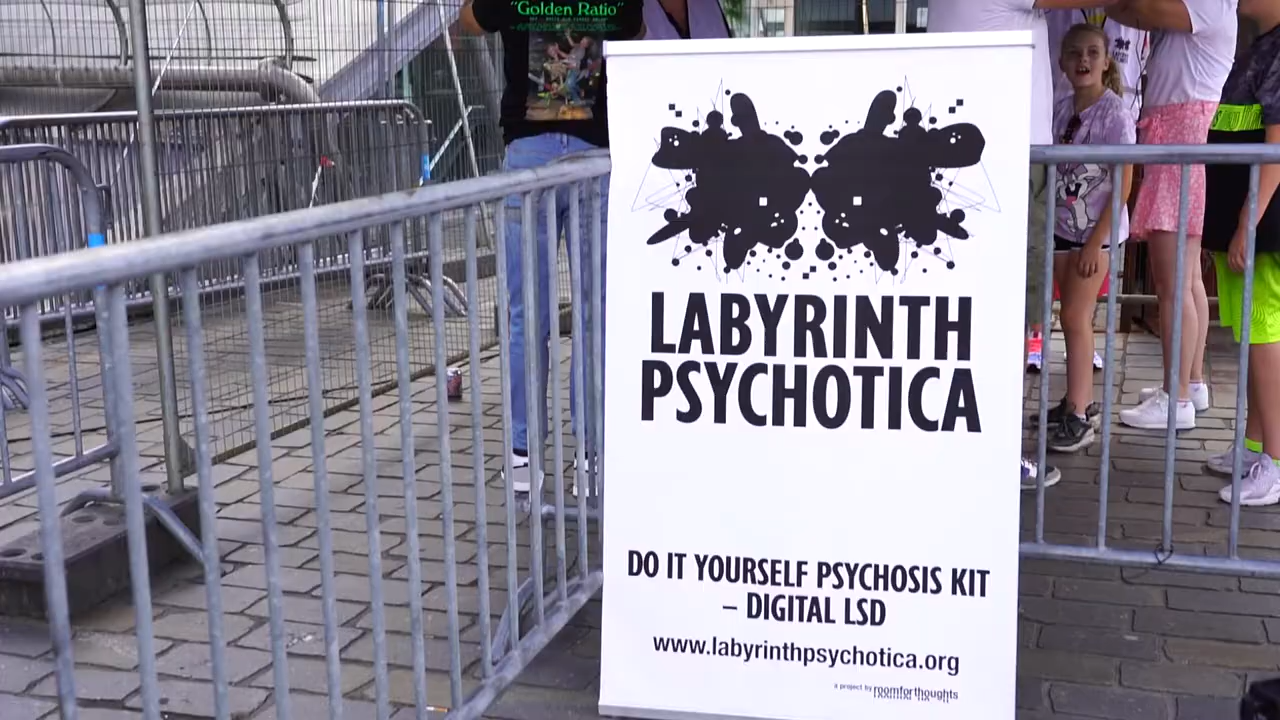 "Golden Ratio"
LABYRINTH
PSYCHOTICA
DO IT YOURSELF PSYCHOSIS KIT
– DIGITAL LSD
www.labyrinthpsychotica.org
a project by roomforthoughts